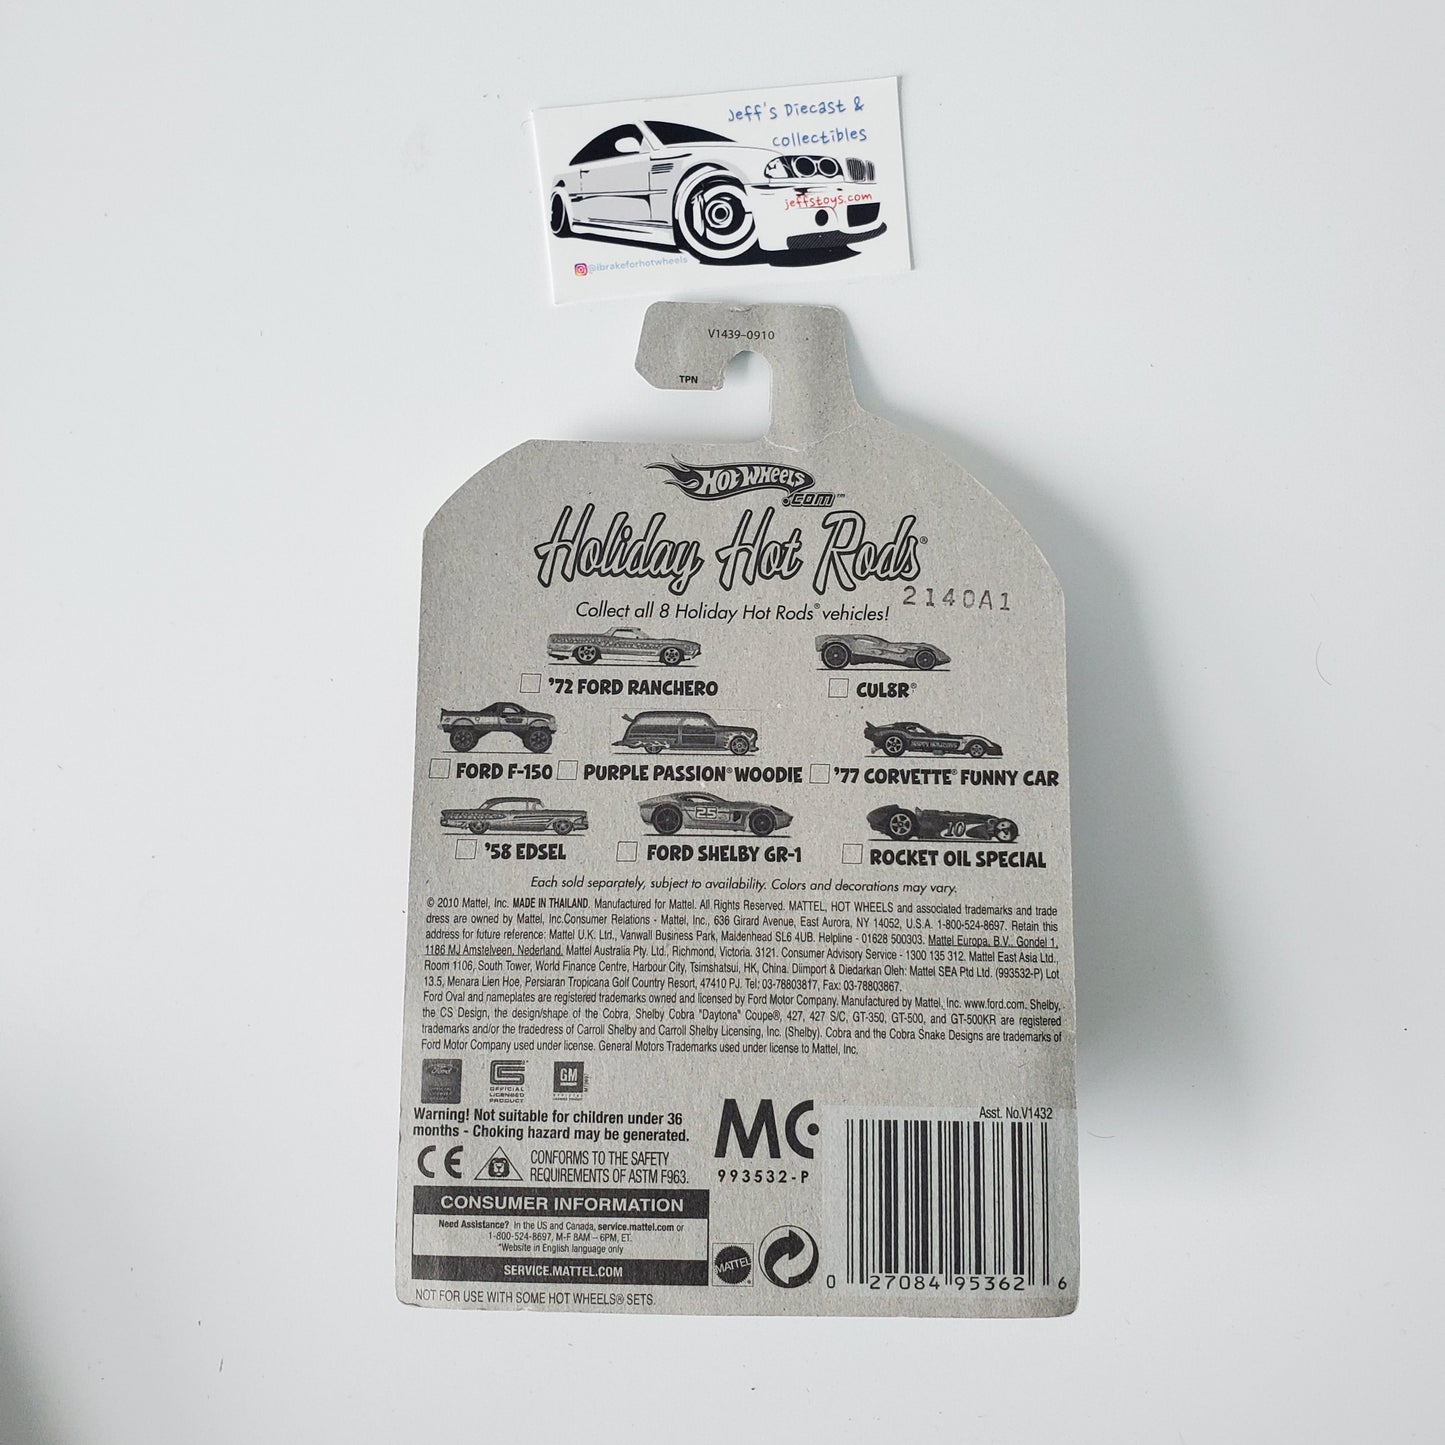 Jeff's Diecast &
collectibles
jeffstoys.com
@ibrakeforhotwheels
V1439-0910
TPN
HOT WHEELS
.COM™
Holiday Hot Rods®
2140A1
Collect all 8 Holiday Hot Rods® vehicles!
'72 FORD RANCHERO
CUL8R®
FORD F-150
PURPLE PASSION® WOODIE
'77 CORVETTE® FUNNY CAR
25
10
'58 EDSEL
FORD SHELBY GR-1
ROCKET OIL SPECIAL
Each sold separately, subject to availability. Colors and decorations may vary.
© 2010 Mattel, Inc. MADE IN THAILAND. Manufactured for Mattel. All Rights Reserved. MATTEL, HOT WHEELS and associated trademarks and trade
dress are owned by Mattel, Inc.Consumer Relations - Mattel, Inc., 636 Girard Avenue, East Aurora, NY 14052, U.S.A. 1-800-524-8697. Retain this
address for future reference: Mattel U.K. Ltd., Vanwall Business Park, Maidenhead SL6 4UB. Helpline - 01628 500303. Mattel Europa, B.V., Gondel 1,
1186 MJ Amstelveen, Nederland. Mattel Australia Pty. Ltd., Richmond, Victoria. 3121. Consumer Advisory Service - 1300 135 312. Mattel East Asia Ltd.,
Room 1106, South Tower, World Finance Centre, Harbour City, Tsimshatsui, HK, China. Diimport & Diedarkan Oleh: Mattel SEA Ptd Ltd. (993532-P) Lot
13.5, Menara Lien Hoe, Persiaran Tropicana Golf Country Resort, 47410 PJ. Tel: 03-78803817, Fax: 03-78803867.
Ford Oval and nameplates are registered trademarks owned and licensed by Ford Motor Company. Manufactured by Mattel, Inc. www.ford.com. Shelby,
the CS Design, the design/shape of the Cobra, Shelby Cobra "Daytona" Coupe®, 427, 427 S/C, GT-350, GT-500, and GT-500KR are registered
trademarks and/or the tradedress of Carroll Shelby and Carroll Shelby Licensing, Inc. (Shelby). Cobra and the Cobra Snake Designs are trademarks of
Ford Motor Company used under license. General Motors Trademarks used under license to Mattel, Inc.
Ford
OFFICIAL
LICENSED
PRODUCT
GM
Warning! Not suitable for children under 36
months - Choking hazard may be generated.
CE
CONFORMS TO THE SAFETY
REQUIREMENTS OF ASTM F963.
MC
993532-P
Asst. No.V1432
CONSUMER INFORMATION
Need Assistance? In the US and Canada, service.mattel.com or
1-800-524-8697, M-F 8AM – 6PM, ET.
*Website in English language only
SERVICE.MATTEL.COM
MATTEL®
0 27084 95362 6
NOT FOR USE WITH SOME HOT WHEELS® SETS.